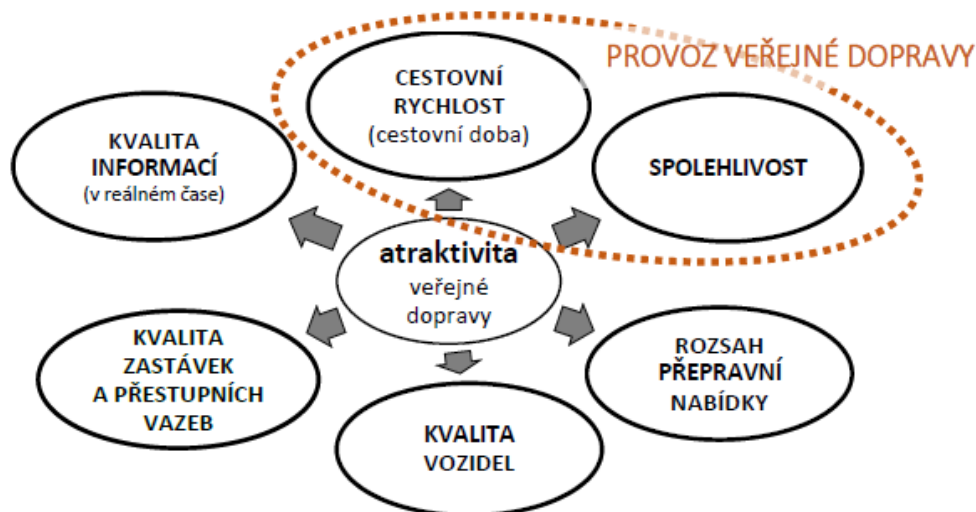 PROVOZ VEŘEJNÉ DOPRAVY
CESTOVNÍ
RYCHLOST
(cestovní doba)
KVALITA
INFORMACÍ
(v reálném čase)
SPOLEHLIVOST
atraktivita
veřejné
dopravy
KVALITA
ZASTÁVEK
A PŘESTUPNÍCH
VAZEB
ROZSAH
PŘEPRAVNÍ
NABÍDKY
KVALITA
VOZIDEL